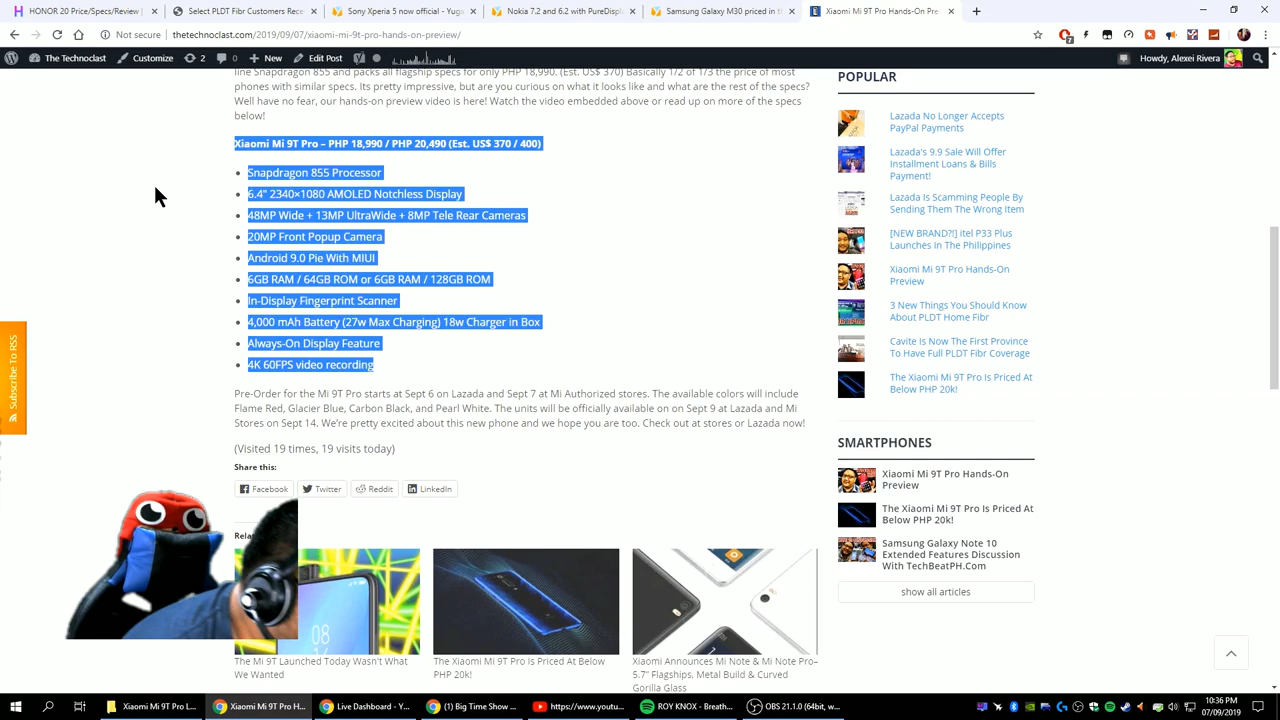 HONOR 20 Price/Specs/Review
Select PLDT Fibr Customers Rece
Sony Xperia 5 now official - Yuga
Nokia 7.2 and 6.2 with PureDispl
Samsung Galaxy M30 priced in th
Xiaomi Mi 9T Pro Hands-On Pre
Not secure
thetechnoclast.com/2019/09/07/xiaomi-mi-9t-pro-hands-on-preview/
7
The Technoclast
Customize
2
0
New
Edit Post
Howdy, Alexei Rivera
line Snapdragon 855 and packs all flagship specs for only PHP 18,990. (Est. US$ 370) Basically 1/2 of 1/3 the price of most
phones with similar specs. Its pretty impressive, but are you curious on what it looks like and what are the rest of the specs?
Well have no fear, our hands-on preview video is here! Watch the video embedded above or read up on more of the specs
below!
Xiaomi Mi 9T Pro – PHP 18,990 / PHP 20,490 (Est. US$ 370 / 400)
Snapdragon 855 Processor
6.4" 2340×1080 AMOLED Notchless Display
48MP Wide + 13MP UltraWide + 8MP Tele Rear Cameras
20MP Front Popup Camera
Android 9.0 Pie With MIUI
6GB RAM / 64GB ROM or 6GB RAM / 128GB ROM
In-Display Fingerprint Scanner
4,000 mAh Battery (27w Max Charging) 18w Charger in Box
Always-On Display Feature
4K 60FPS video recording
Pre-Order for the Mi 9T Pro starts at Sept 6 on Lazada and Sept 7 at Mi Authorized stores. The available colors will include
Flame Red, Glacier Blue, Carbon Black, and Pearl White. The units will be officially available on on Sept 9 at Lazada and Mi
Stores on Sept 14. We're pretty excited about this new phone and we hope you are too. Check out at stores or Lazada now!
(Visited 19 times, 19 visits today)
Share this:
Facebook
Twitter
Reddit
LinkedIn
The Mi 9T Launched Today Wasn't What
We Wanted
The Xiaomi Mi 9T Pro Is Priced At Below
PHP 20k!
Xiaomi Announces Mi Note & Mi Note Pro–
5.7" Flagships. Metal Build & Curved
Gorilla Glass
Subscribe To RSS
POPULAR
Lazada No Longer Accepts
PayPal Payments
Lazada's 9.9 Sale Will Offer
Installment Loans & Bills
Payment!
Lazada Is Scamming People By
Sending Them The Wrong Item
[NEW BRAND?!] itel P33 Plus
Launches In The Philippines
Xiaomi Mi 9T Pro Hands-On
Preview
3 New Things You Should Know
About PLDT Home Fibr
Cavite Is Now The First Province
To Have Full PLDT Fibr Coverage
The Xiaomi Mi 9T Pro Is Priced At
Below PHP 20k!
SMARTPHONES
Xiaomi Mi 9T Pro Hands-On
Preview
The Xiaomi Mi 9T Pro Is Priced At
Below PHP 20k!
Samsung Galaxy Note 10
Extended Features Discussion
With TechBeatPH.Com
show all articles
Xiaomi Mi 9T Pro L...
Xiaomi Mi 9T Pro H...
Live Dashboard - Y...
(1) Big Time Show ...
https://www.youtu...
ROY KNOX - Breath...
OBS 21.1.0 (64bit, w...
10:36 PM
07/09/2019